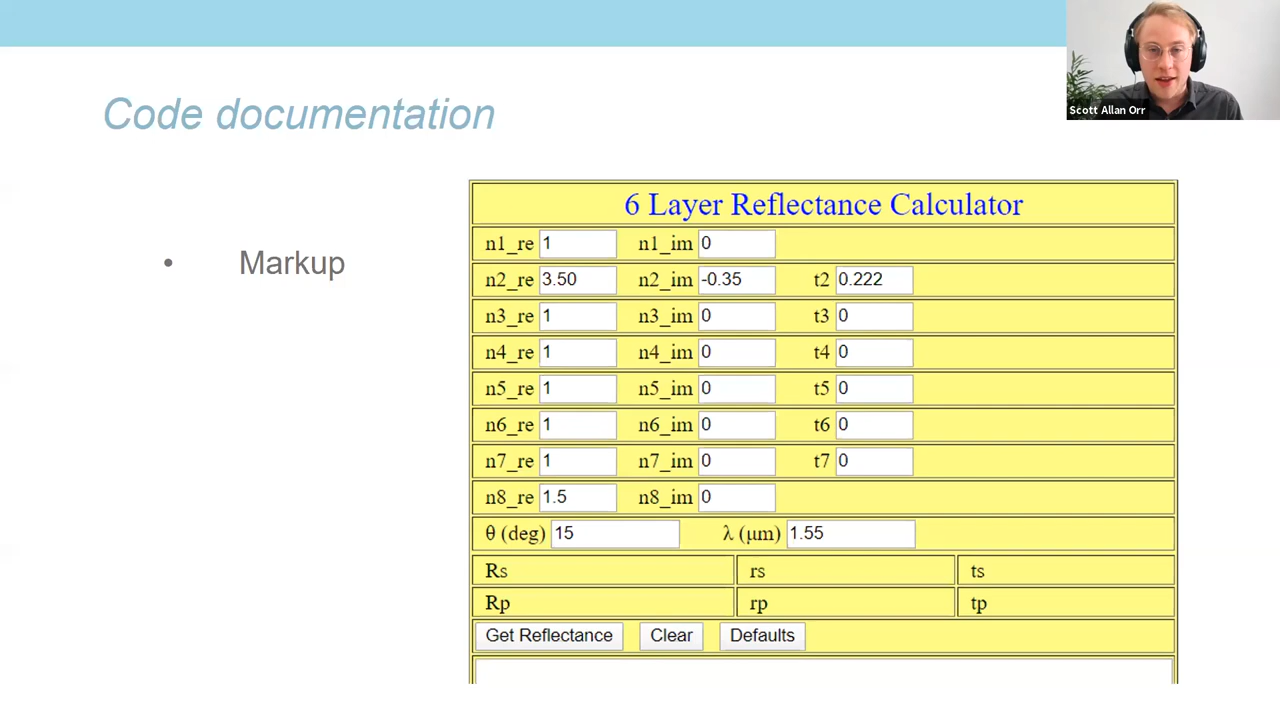 Scott Allan Orr
Code documentation
• Markup
6 Layer Reflectance Calculator
n1_re 1 n1_im 0
n2_re 3.50 n2_im -0.35 t2 0.222
n3_re 1 n3_im 0 t3 0
n4_re 1 n4_im 0 t4 0
n5_re 1 n5_im 0 t5 0
n6_re 1 n6_im 0 t6 0
n7_re 1 n7_im 0 t7 0
n8_re 1.5 n8_im 0
θ (deg) 15 λ (μm) 1.55
Rs rs ts
Rp rp tp
Get Reflectance Clear Defaults